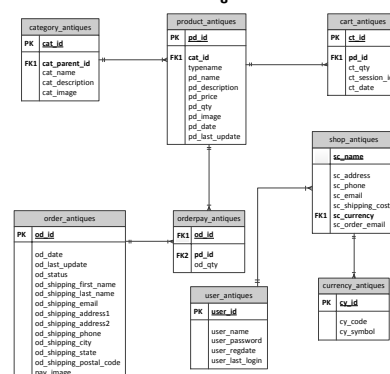 category_antiques
PK cat_id
FK1 cat_parent_id
cat_name
cat_description
cat_image
product_antiques
PK pd_id
FK1 cat_id
typename
pd_name
pd_description
pd_price
pd_qty
pd_image
pd_date
pd_last_update
cart_antiques
PK ct_id
FK1 pd_id
ct_qty
ct_session_i
ct_date
shop_antiques
sc_name
sc_address
sc_phone
sc_email
sc_shipping_cost
FK1 sc_currency
sc_order_email
order_antiques
PK od_id
od_date
od_last_update
od_status
od_shipping_first_name
od_shipping_last_name
od_shipping_email
od_shipping_address1
od_shipping_address2
od_shipping_phone
od_shipping_city
od_shipping_state
od_shipping_postal_code
pay_image
orderpay_antiques
FK1 od_id
FK2 pd_id
od_qty
user_antiques
PK user_id
user_name
user_password
user_regdate
user_last_login
currency_antiques
PK cy_id
cy_code
cy_symbol